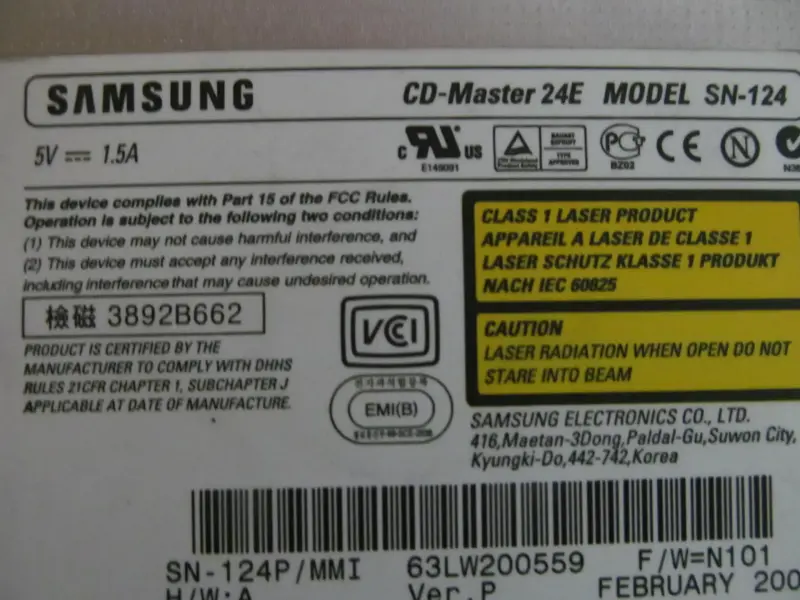 SAMSUNG CD-Master 24E MODEL SN-124
5V 1.5A
c RU US
E149091
PC
BZ02
CE
N
This device complies with Part 15 of the FCC Rules.
Operation is subject to the following two conditions:
(1) This device may not cause harmful interference, and
(2) This device must accept any interference received,
including interference that may cause undesired operation.
檢磁 3892B662
PRODUCT IS CERTIFIED BY THE
MANUFACTURER TO COMPLY WITH DHHS
RULES 21CFR CHAPTER 1, SUBCHAPTER J
APPLICABLE AT DATE OF MANUFACTURE.
VCI
EMI(B)
CLASS 1 LASER PRODUCT
APPAREIL A LASER DE CLASSE 1
LASER SCHUTZ KLASSE 1 PRODUKT
NACH IEC 60825
CAUTION
LASER RADIATION WHEN OPEN DO NOT
STARE INTO BEAM
SAMSUNG ELECTRONICS CO., LTD.
416,Maetan-3Dong,Paldal-Gu,Suwon City,
Kyungki-Do,442-742,Korea
SN-124P/MMI 63LW200559 F/W=N101
H/W:A Ver.P FEBRUARY 200